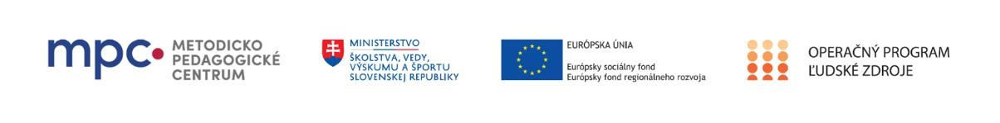 mpc
METODICKO
PEDAGOGICKÉ
CENTRUM
MINISTERSTVO
ŠKOLSTVA, VEDY,
VÝSKUMU A ŠPORTU
SLOVENSKEJ REPUBLIKY
EURÓPSKA ÚNIA
Európsky sociálny fond
Európsky fond regionálneho rozvoja
OPERAČNÝ PROGRAM
ĽUDSKÉ ZDROJE